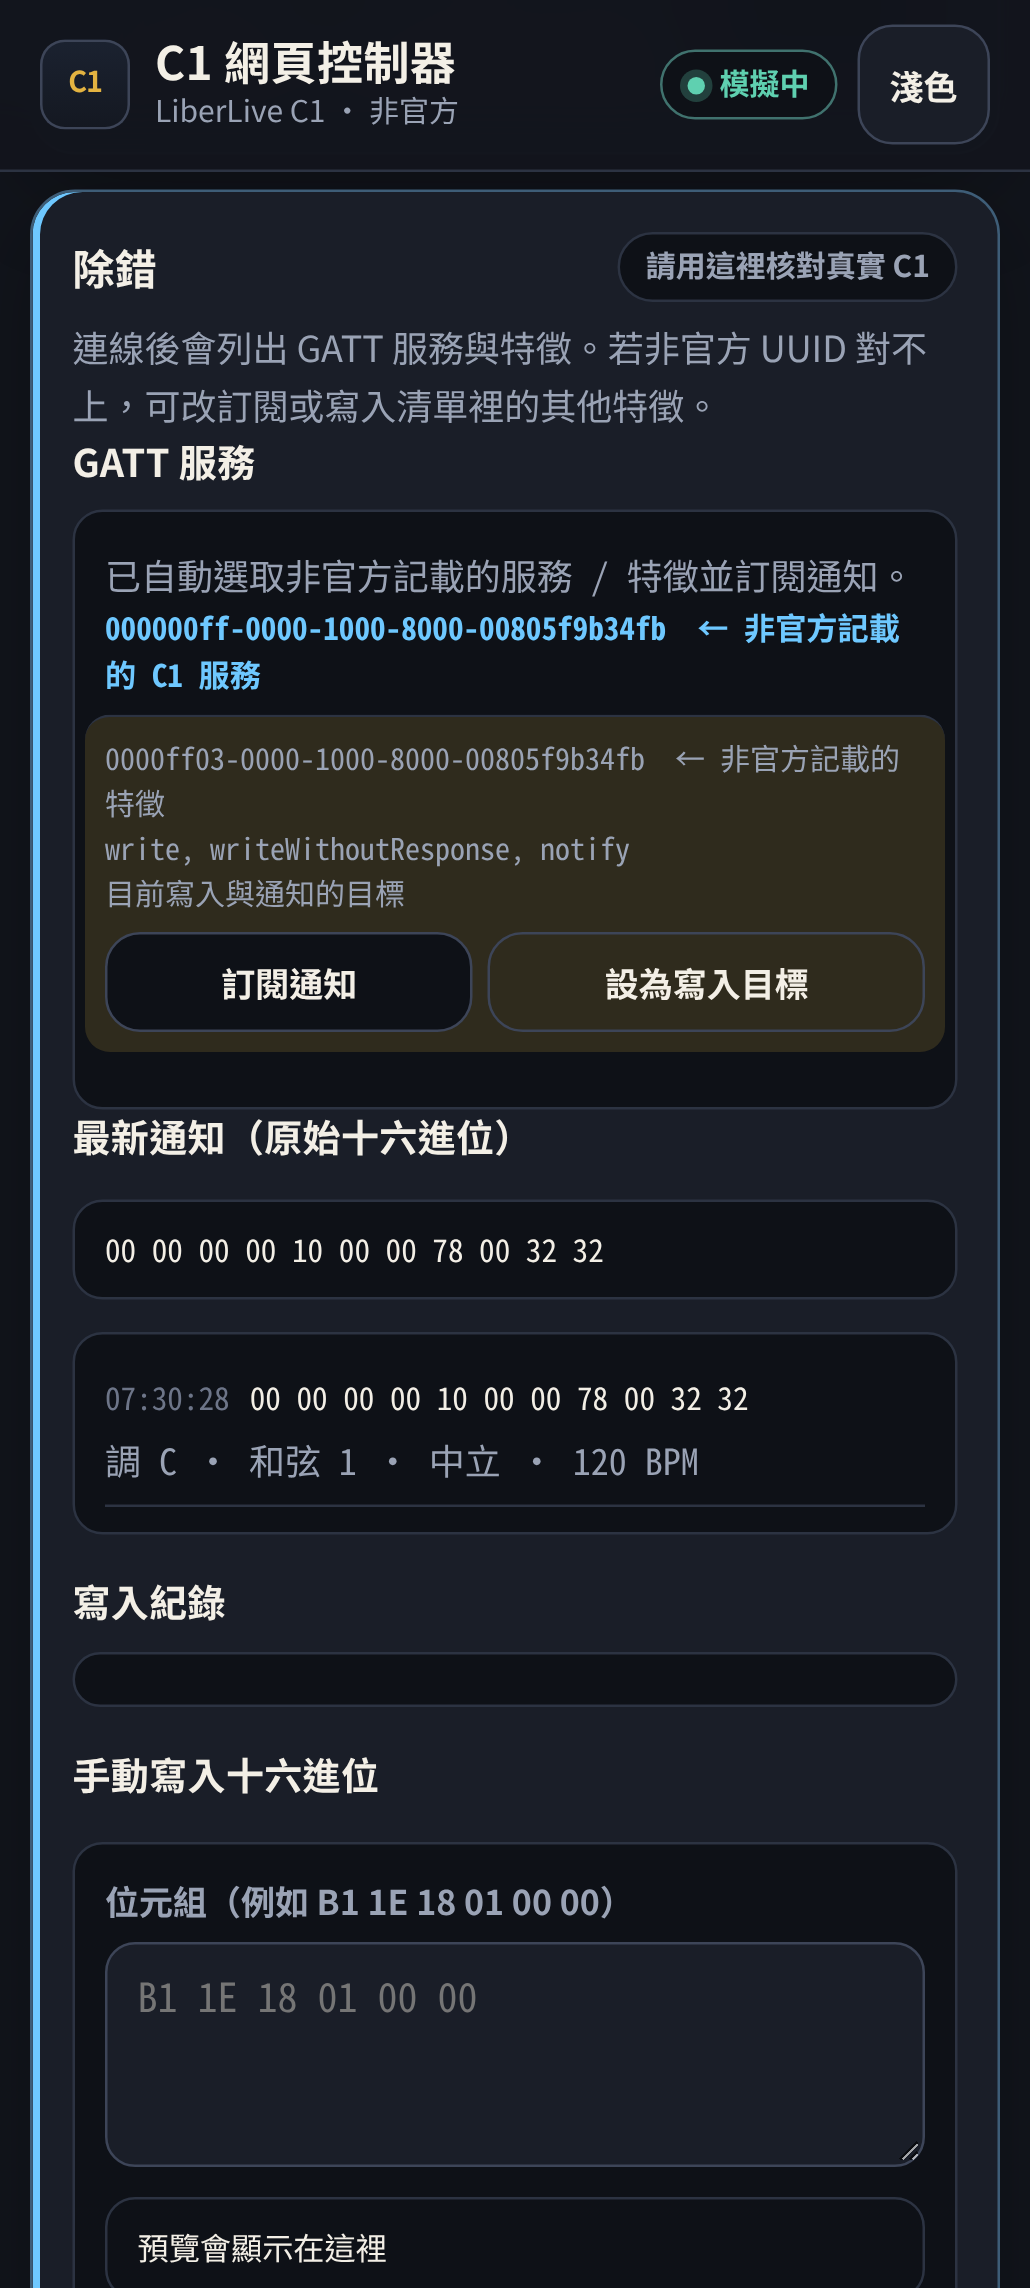 C1
C1 網頁控制器
LiberLive C1 · 非官方
模擬中
淺色
除錯
請用這裡核對真實 C1
連線後會列出 GATT 服務與特徵。若非官方 UUID 對不
上，可改訂閱或寫入清單裡的其他特徵。
GATT 服務
已自動選取非官方記載的服務 / 特徵並訂閱通知。
000000ff-0000-1000-8000-00805f9b34fb ← 非官方記載
的 C1 服務
0000ff03-0000-1000-8000-00805f9b34fb ← 非官方記載的
特徵
write, writeWithoutResponse, notify
目前寫入與通知的目標
訂閱通知
設為寫入目標
最新通知（原始十六進位）
00 00 00 00 10 00 00 78 00 32 32
07:30:28 00 00 00 00 10 00 00 78 00 32 32
調 C · 和弦 1 · 中立 · 120 BPM
寫入紀錄
手動寫入十六進位
位元組（例如 B1 1E 18 01 00 00）
B1 1E 18 01 00 00
預覽會顯示在這裡